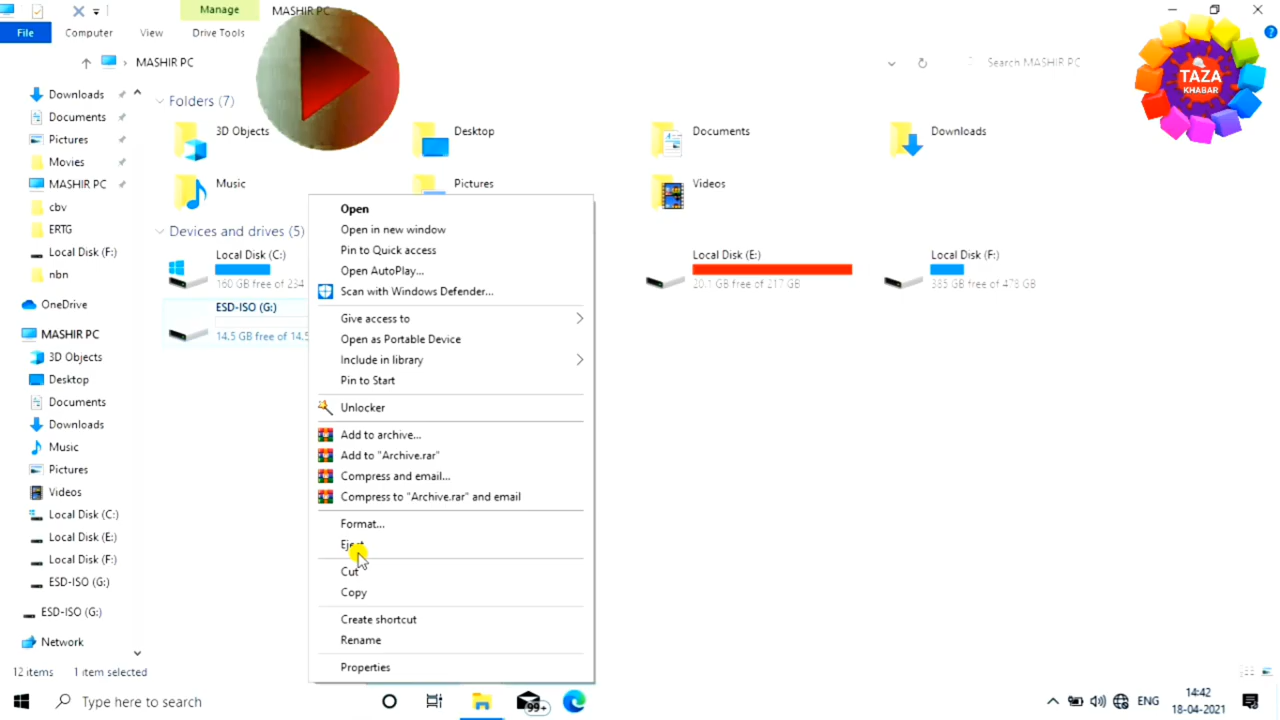 Manage
MASHIR PC
File
Computer
View
Drive Tools
MASHIR PC
Search MASHIR PC
TAZA
KHABAR
Downloads
Documents
Pictures
Movies
MASHIR PC
cbv
ERTG
Local Disk (F:)
nbn
OneDrive
MASHIR PC
3D Objects
Desktop
Documents
Downloads
Music
Pictures
Videos
Local Disk (C:)
Local Disk (E:)
Local Disk (F:)
ESD-ISO (G:)
ESD-ISO (G:)
Network
Folders (7)
3D Objects
Desktop
Documents
Downloads
Music
Pictures
Videos
Devices and drives (5)
Local Disk (C:)
160 GB free of 234
Local Disk (E:)
20.1 GB free of 217 GB
Local Disk (F:)
385 GB free of 478 GB
ESD-ISO (G:)
14.5 GB free of 14.5
Open
Open in new window
Pin to Quick access
Open AutoPlay...
Scan with Windows Defender...
Give access to
Open as Portable Device
Include in library
Pin to Start
Unlocker
Add to archive...
Add to "Archive.rar"
Compress and email...
Compress to "Archive.rar" and email
Format...
Eject
Cut
Copy
Create shortcut
Rename
Properties
12 items
1 item selected
Type here to search
99+
ENG
14:42
18-04-2021